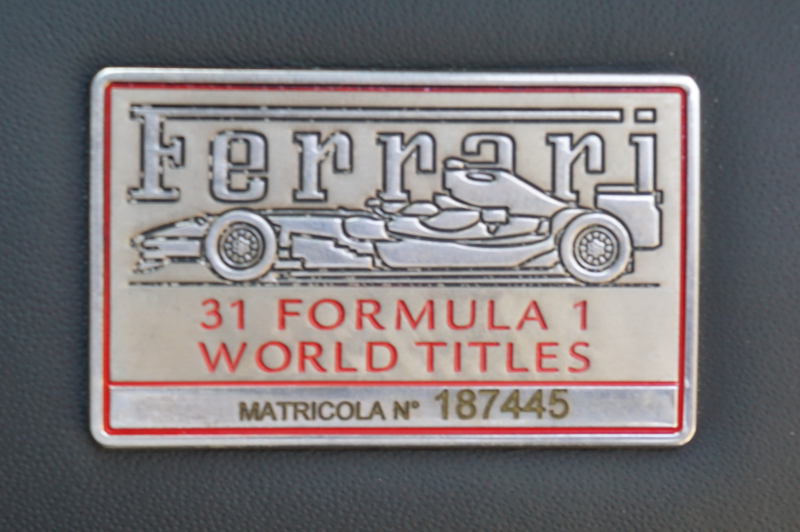 Ferrari
31 FORMULA 1
WORLD TITLES
MATRICOLA N° 187445